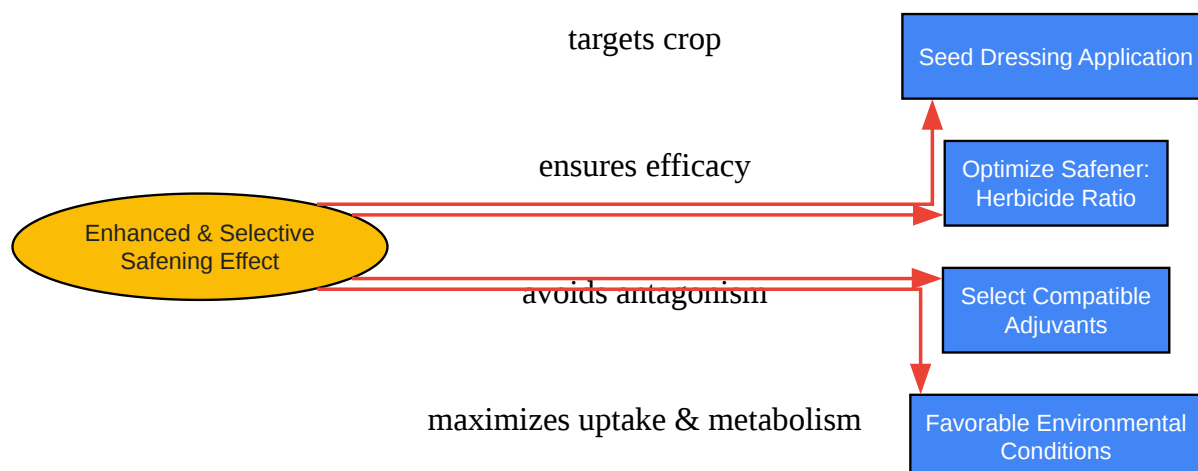 targets crop
Seed Dressing Application
ensures efficacy
Optimize Safener:
Herbicide Ratio
Enhanced & Selective
Safening Effect
avoids antagonism
Select Compatible
Adjuvants
maximizes uptake & metabolism
Favorable Environmental
Conditions